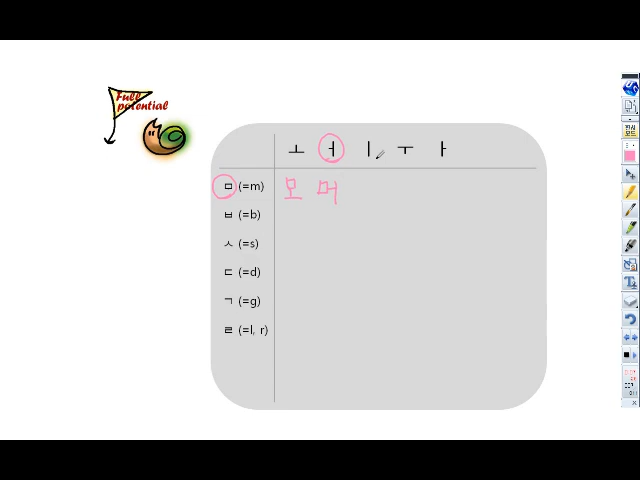 Full
potential
ㅗ ㅓ ㅣ ㅜ ㅏ
ㅁ (=m) 모 머
ㅂ (=b)
ㅅ (=s)
ㄷ (=d)
ㄱ (=g)
ㄹ (=l, r)